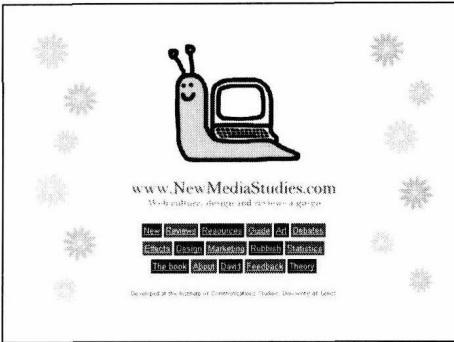 www.NewMediaStudies.com
Web culture, design and reviews a-go-go
New Reviews Resources Guide Art Debates
Effects Design Marketing Rubbish Statistics
The book About David Feedback Theory
Developed at the Institute of Communications Studies, University of Leeds